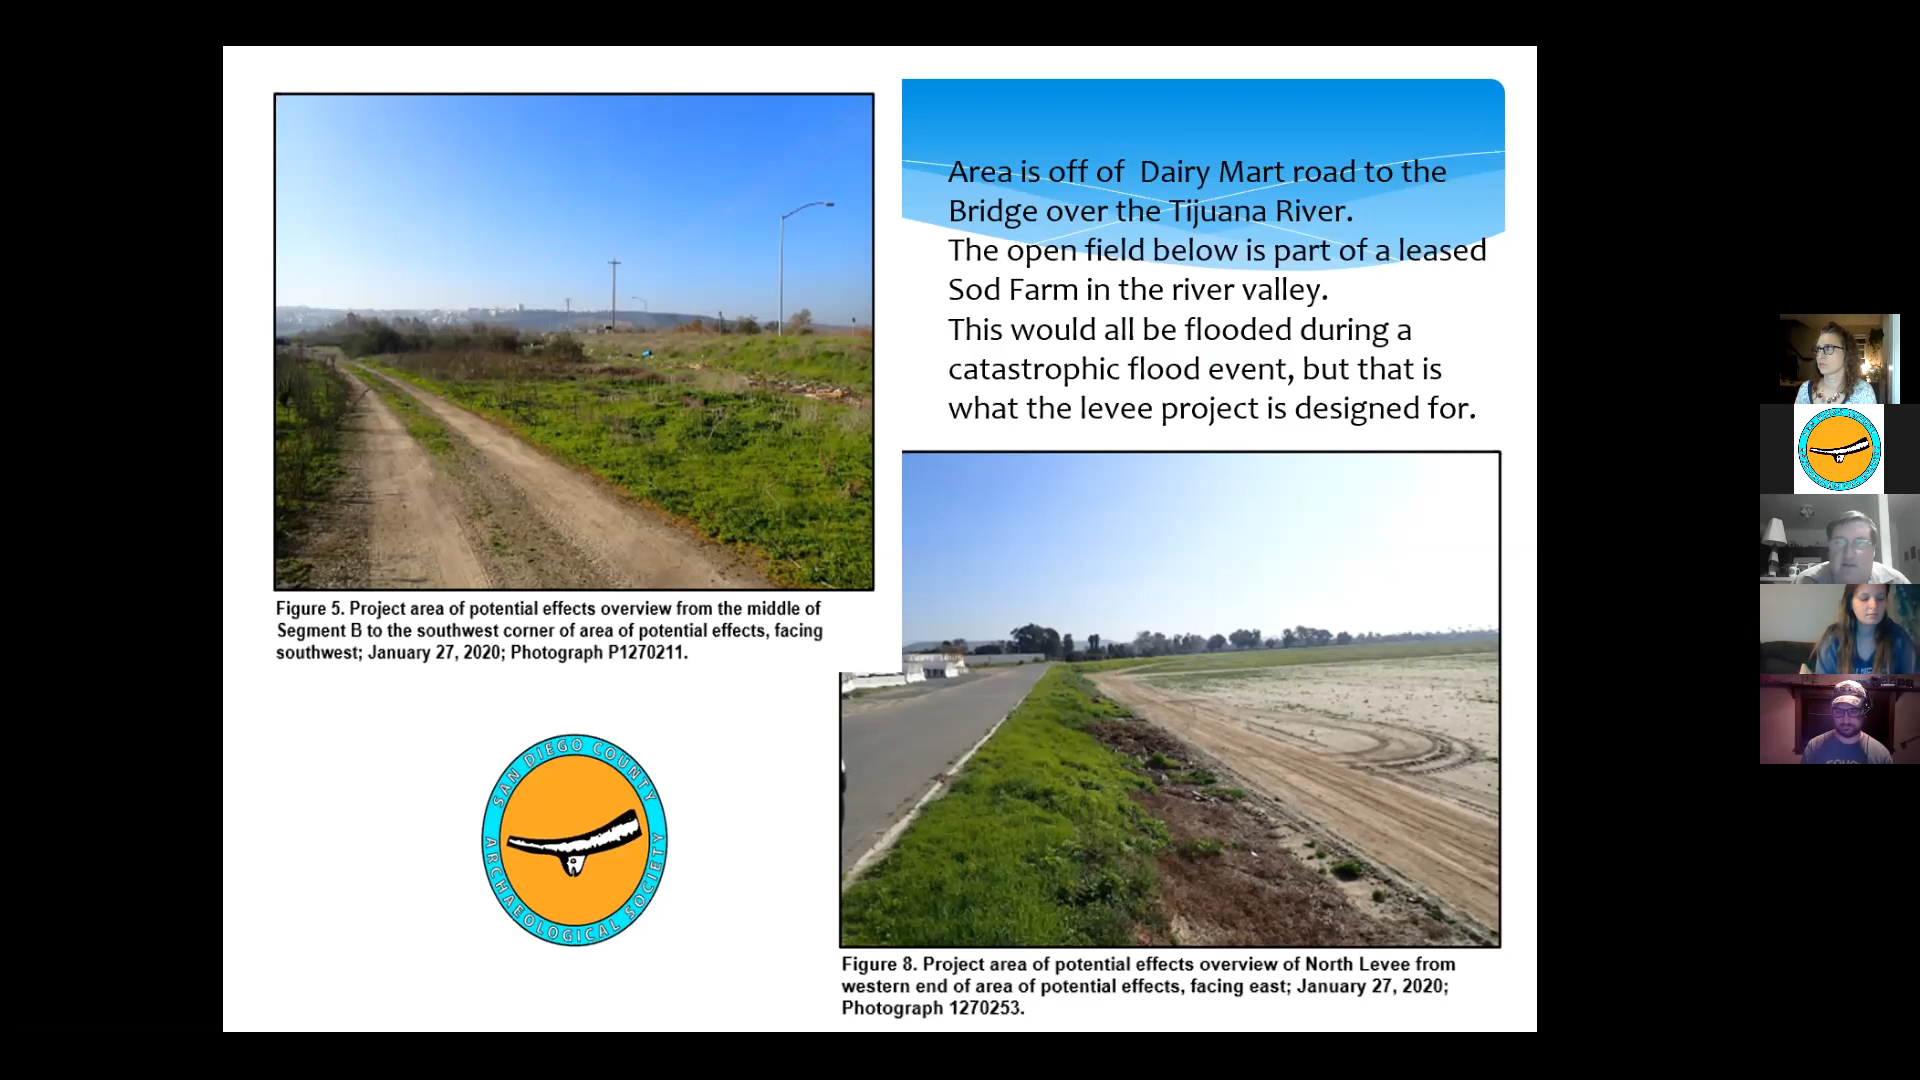 Area is off of Dairy Mart road to the
Bridge over the Tijuana River.
The open field below is part of a leased
Sod Farm in the river valley.
This would all be flooded during a
catastrophic flood event, but that is
what the levee project is designed for.
Figure 5. Project area of potential effects overview from the middle of
Segment B to the southwest corner of area of potential effects, facing
southwest; January 27, 2020; Photograph P1270211.
SAN DIEGO COUNTY
ARCHAEOLOGICAL SOCIETY
Figure 8. Project area of potential effects overview of North Levee from
western end of area of potential effects, facing east; January 27, 2020;
Photograph 1270253.